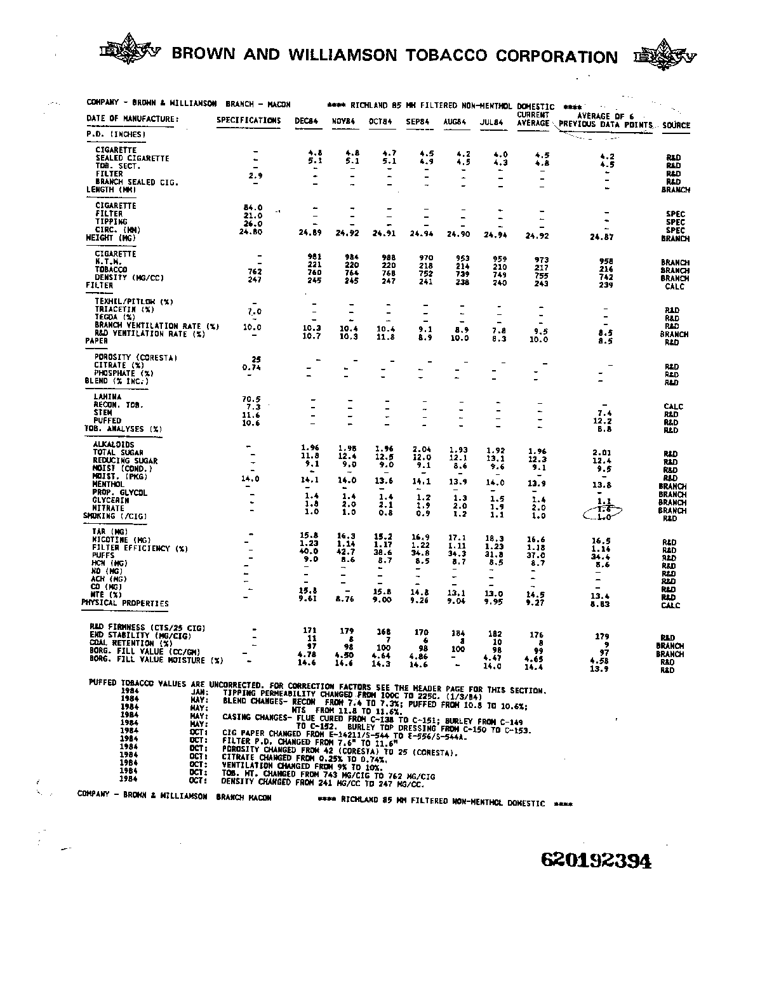 BROWN AND WILLIAMSON TOBACCO CORPORATION
COMPANY - BROWN & WILLIAMSON BRANCH - MACON **** RICHLAND 85 MM FILTERED NON-MENTHOL DOMESTIC ****
DATE OF MANUFACTURE: SPECIFICATIONS DEC84 NOV84 OCT84 SEP84 AUG84 JUL84 CURRENT AVERAGE AVERAGE OF 6 PREVIOUS DATA POINTS SOURCE
P.D. (INCHES)
CIGARETTE - 4.8 4.8 4.7 4.5 4.2 4.0 4.5 4.2 R&D
SEALED CIGARETTE - 5.1 5.1 5.1 4.9 4.5 4.3 4.8 4.5 R&D
TOB. SECT. - - - - - - - - - R&D
FILTER 2.9 - - - - - - - - R&D
BRANCH SEALED CIG. - - - - - - - - - BRANCH
LENGTH (MM)
CIGARETTE 84.0 - - - - - - - - SPEC
FILTER 21.0 - - - - - - - - SPEC
TIPPING 26.0 - - - - - - - - SPEC
CIRC. (MM) 24.80 24.89 24.92 24.91 24.94 24.90 24.94 24.92 24.87 BRANCH
WEIGHT (MG)
CIGARETTE - 981 984 988 970 953 959 973 958 BRANCH
N.T.W. - 221 220 220 218 214 210 217 216 BRANCH
TOBACCO 762 760 764 768 752 739 749 755 742 BRANCH
DENSITY (MG/CC) 247 245 245 247 241 238 240 243 239 CALC
FILTER
TEXHIL/PITLOW (%) - - - - - - - - - R&D
TRIACETIN (%) 7.0 - - - - - - - - R&D
TEGDA (%) - - - - - - - - - R&D
BRANCH VENTILATION RATE (%) 10.0 10.3 10.4 10.4 9.1 8.9 7.8 9.5 8.5 BRANCH
R&D VENTILATION RATE (%) - 10.7 10.3 11.8 8.9 10.0 8.3 10.0 8.5 R&D
PAPER
POROSITY (CORESTA) 25 - - - - - - - - R&D
CITRATE (%) 0.74 - - - - - - - - R&D
PHOSPHATE (%) - - - - - - - - - R&D
BLEND (% INC.)
LAMINA 70.5 - - - - - - - - CALC
RECON. TOB. 7.3 - - - - - - - 7.4 R&D
STEM 11.6 - - - - - - - 12.2 R&D
PUFFED 10.6 - - - - - - - 8.8 R&D
TOB. ANALYSES (%)
ALKALOIDS - 1.96 1.98 1.96 2.04 1.93 1.92 1.96 2.01 R&D
TOTAL SUGAR - 11.8 12.4 12.5 12.0 12.1 13.1 12.3 12.4 R&D
REDUCING SUGAR - 9.1 9.0 9.0 9.1 8.6 9.6 9.1 9.5 R&D
MOIST (COND.) - - - - - - - - - R&D
MOIST. (PKG) 14.0 14.1 14.0 13.6 14.1 13.9 14.0 13.9 13.8 BRANCH
MENTHOL - - - - - - - - - R&D
PROP. GLYCOL - 1.4 1.4 1.4 1.2 1.3 1.5 1.4 1.1 BRANCH
GLYCERIN - 1.8 2.0 2.1 1.9 2.0 1.9 2.0 BRANCH
NITRATE - 1.0 1.0 0.8 0.9 1.2 1.1 1.0 1.0 R&D
SMOKING (/CIG)
TAR (MG) - 15.8 16.3 15.2 16.9 17.1 18.3 16.6 16.5 R&D
NICOTINE (MG) - 1.23 1.14 1.17 1.22 1.11 1.23 1.18 1.14 R&D
FILTER EFFICIENCY (%) - 40.0 42.7 38.6 34.8 34.3 31.8 37.0 34.4 R&D
PUFFS - 9.0 8.6 8.7 8.5 8.7 8.5 8.7 8.6 R&D
HCN (MG) - - - - - - - - - R&D
NO (MG) - - - - - - - - - R&D
ACH (MG) - - - - - - - - - R&D
CO (MG) - 15.8 - 15.8 14.8 13.1 13.0 14.5 13.4 R&D
WTE (MG/%) - 9.61 8.76 9.00 9.26 9.04 9.95 9.27 8.83 CALC
PHYSICAL PROPERTIES
R&D FIRMNESS (CTS/25 CIG) - 171 179 168 170 184 182 176 179 R&D
END STABILITY (MG/CIG) - 11 8 7 6 8 10 8 9 BRANCH
COAL RETENTION (%) - 97 98 100 98 100 98 99 97 BRANCH
BORG. FILL VALUE (CC/GM) - 4.78 4.50 4.64 4.86 - 4.47 4.65 4.58 R&D
BORG. FILL VALUE MOISTURE (%) - 14.6 14.6 14.3 14.6 - 14.0 14.4 13.9 R&D
PUFFED TOBACCO VALUES ARE UNCORRECTED. FOR CORRECTION FACTORS SEE THE HEADER PAGE FOR THIS SECTION.
1984 JAN: TIPPING PERMEABILITY CHANGED FROM 100C TO 225C. (1/3/84)
1984 MAY: BLEND CHANGES- RECON FROM 7.4 TO 7.3%; PUFFED FROM 10.8 TO 10.6%;
1984 MAY: WTS FROM 11.8 TO 11.6%.
1984 MAY: CASING CHANGES- FLUE CURED FROM C-138 TO C-151; BURLEY FROM C-149
1984 MAY: TO C-152. BURLEY TOP DRESSING FROM C-150 TO C-153.
1984 OCT: CIG PAPER CHANGED FROM E-14211/S-544 TO E-556/S-544A.
1984 OCT: FILTER P.D. CHANGED FROM 7.6" TO 11.6"
1984 OCT: POROSITY CHANGED FROM 42 (CORESTA) TO 25 (CORESTA).
1984 OCT: CITRATE CHANGED FROM 0.25% TO 0.74%.
1984 OCT: VENTILATION CHANGED FROM 9% TO 10%.
1984 OCT: TOB. WT. CHANGED FROM 743 MG/CIG TO 762 MG/CIG
1984 OCT: DENSITY CHANGED FROM 241 MG/CC TO 247 MG/CC.
COMPANY - BROWN & WILLIAMSON BRANCH MACON **** RICHLAND 85 MM FILTERED NON-MENTHOL DOMESTIC ****
620192394